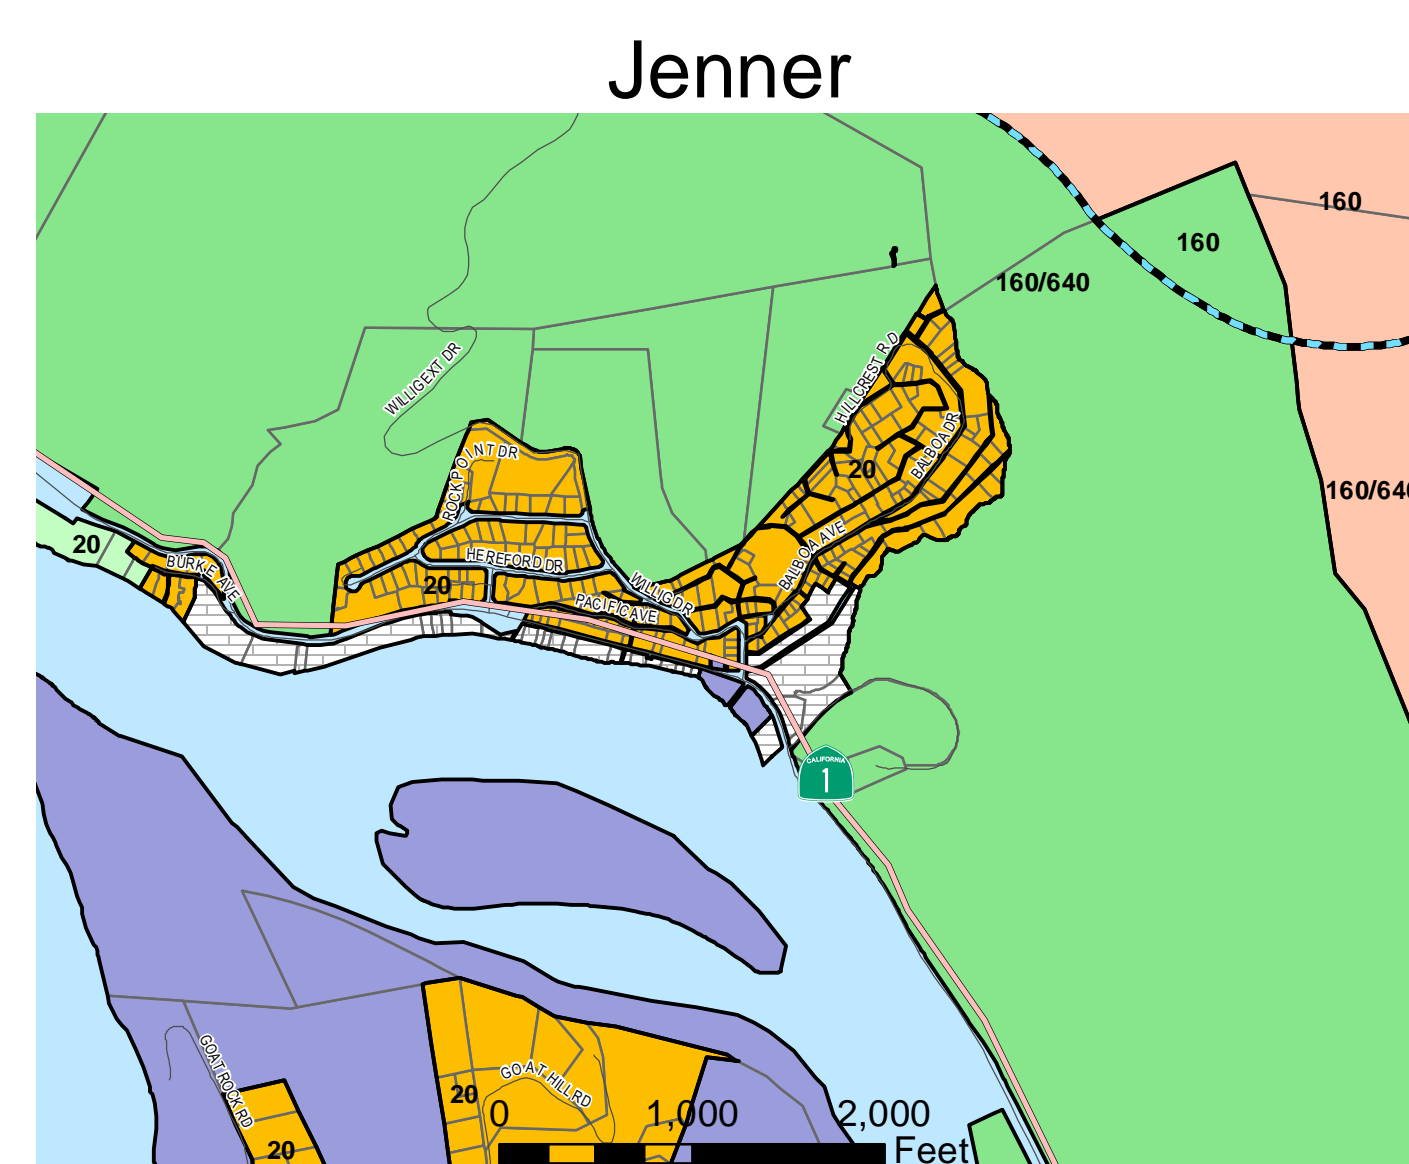 Jenner
160
160
160/640
WILLIG EXT DR
HILLCREST RD
ROCKPOINT DR
20
BALBOA DR
160/640
20
BURKE AVE
HEREFORD DR
20
BALBOA AVE
WILLIG DR
PACIFIC AVE
CALIFORNIA
1
GOAT ROCK RD
GOAT HILL RD
20
0 1,000 2,000
Feet
20